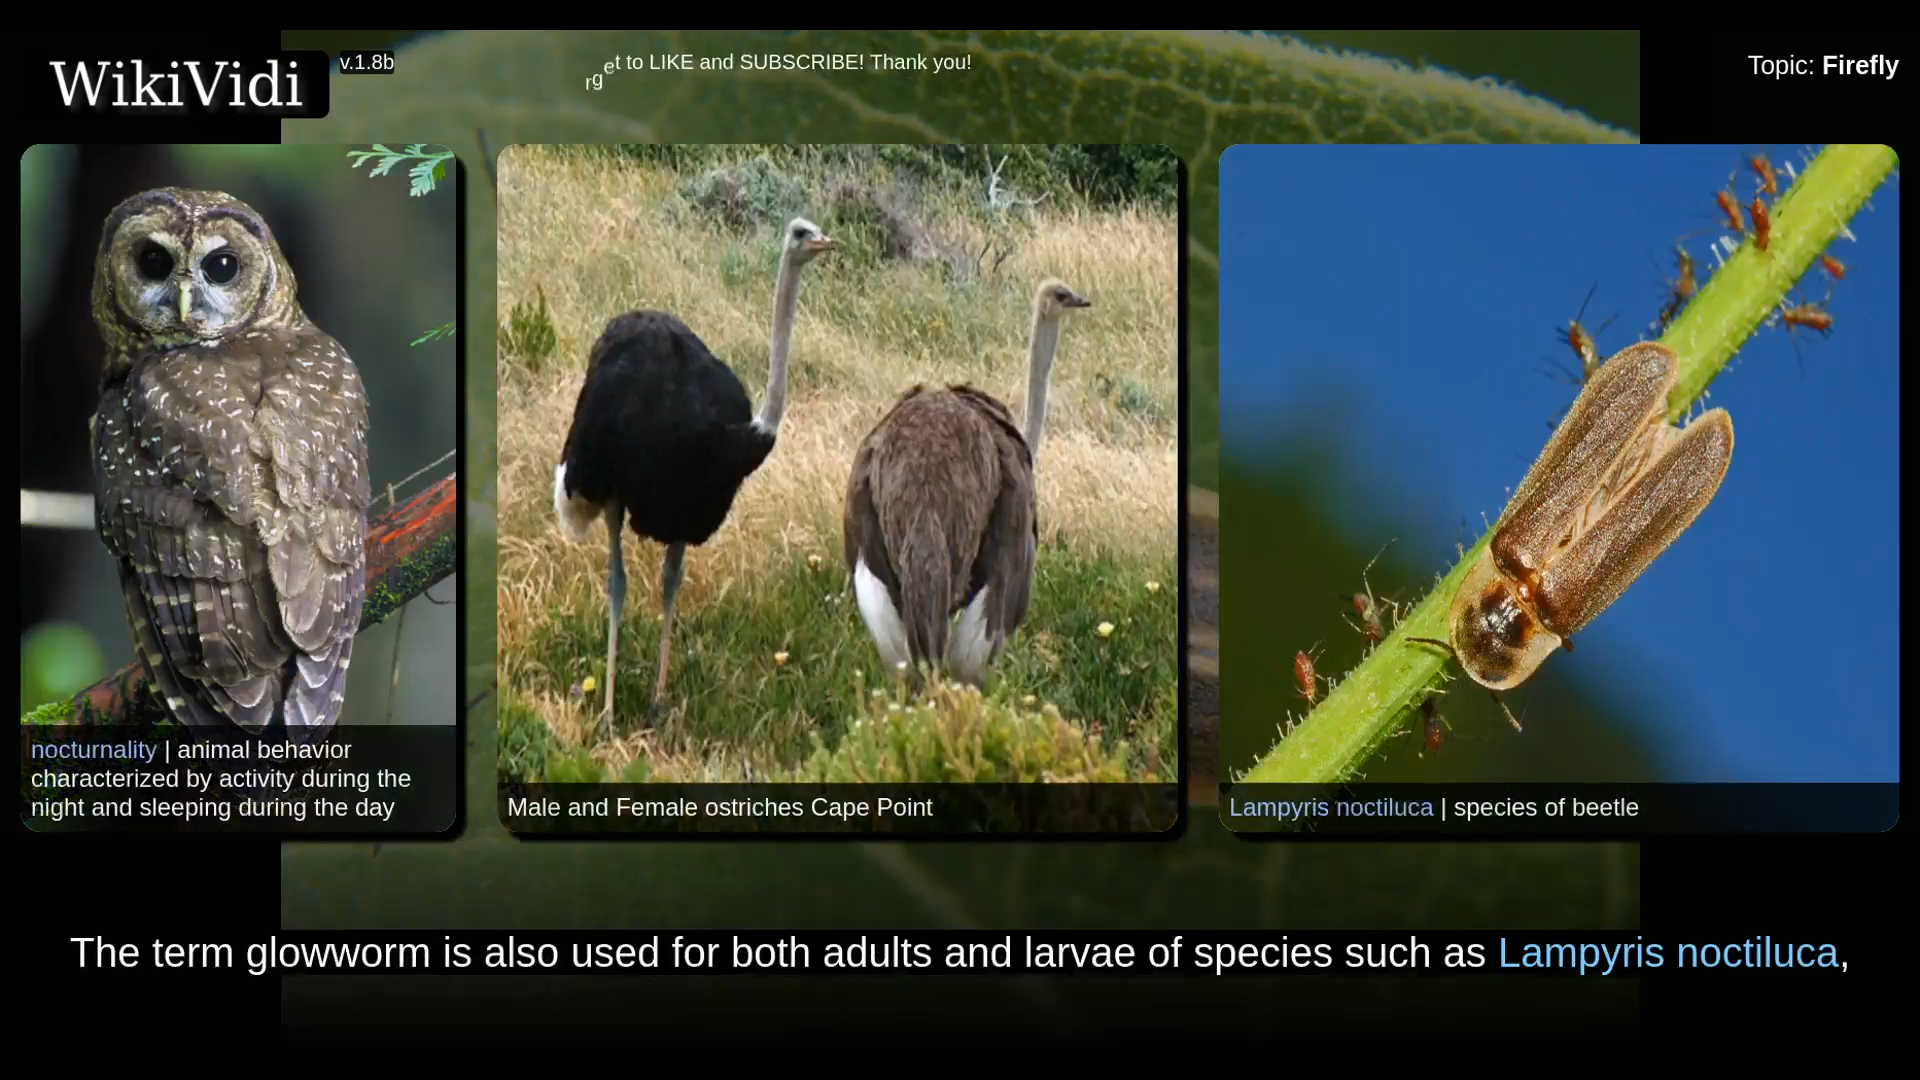 WikiVidi
v.1.8b
rget to LIKE and SUBSCRIBE! Thank you!
Topic: Firefly
nocturnality | animal behavior
characterized by activity during the
night and sleeping during the day
Male and Female ostriches Cape Point
Lampyris noctiluca | species of beetle
The term glowworm is also used for both adults and larvae of species such as Lampyris noctiluca,